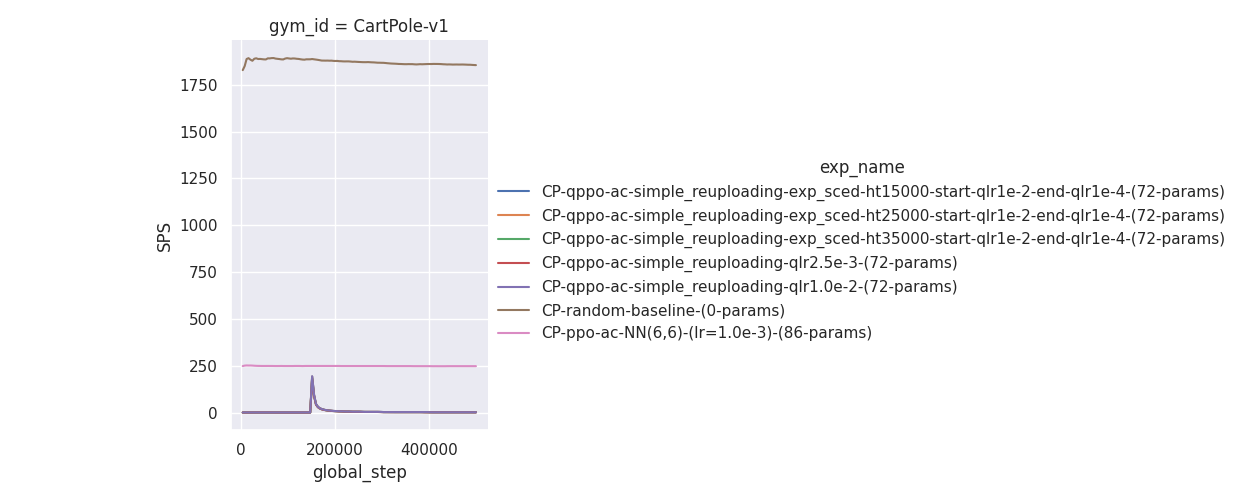 gym_id = CartPole-v1
1750
1500
1250
1000
750
500
250
0
SPS
0
200000
400000
global_step
exp_name
CP-qppo-ac-simple_reuploading-exp_sced-ht15000-start-qlr1e-2-end-qlr1e-4-(72-params)
CP-qppo-ac-simple_reuploading-exp_sced-ht25000-start-qlr1e-2-end-qlr1e-4-(72-params)
CP-qppo-ac-simple_reuploading-exp_sced-ht35000-start-qlr1e-2-end-qlr1e-4-(72-params)
CP-qppo-ac-simple_reuploading-qlr2.5e-3-(72-params)
CP-qppo-ac-simple_reuploading-qlr1.0e-2-(72-params)
CP-random-baseline-(0-params)
CP-ppo-ac-NN(6,6)-(lr=1.0e-3)-(86-params)